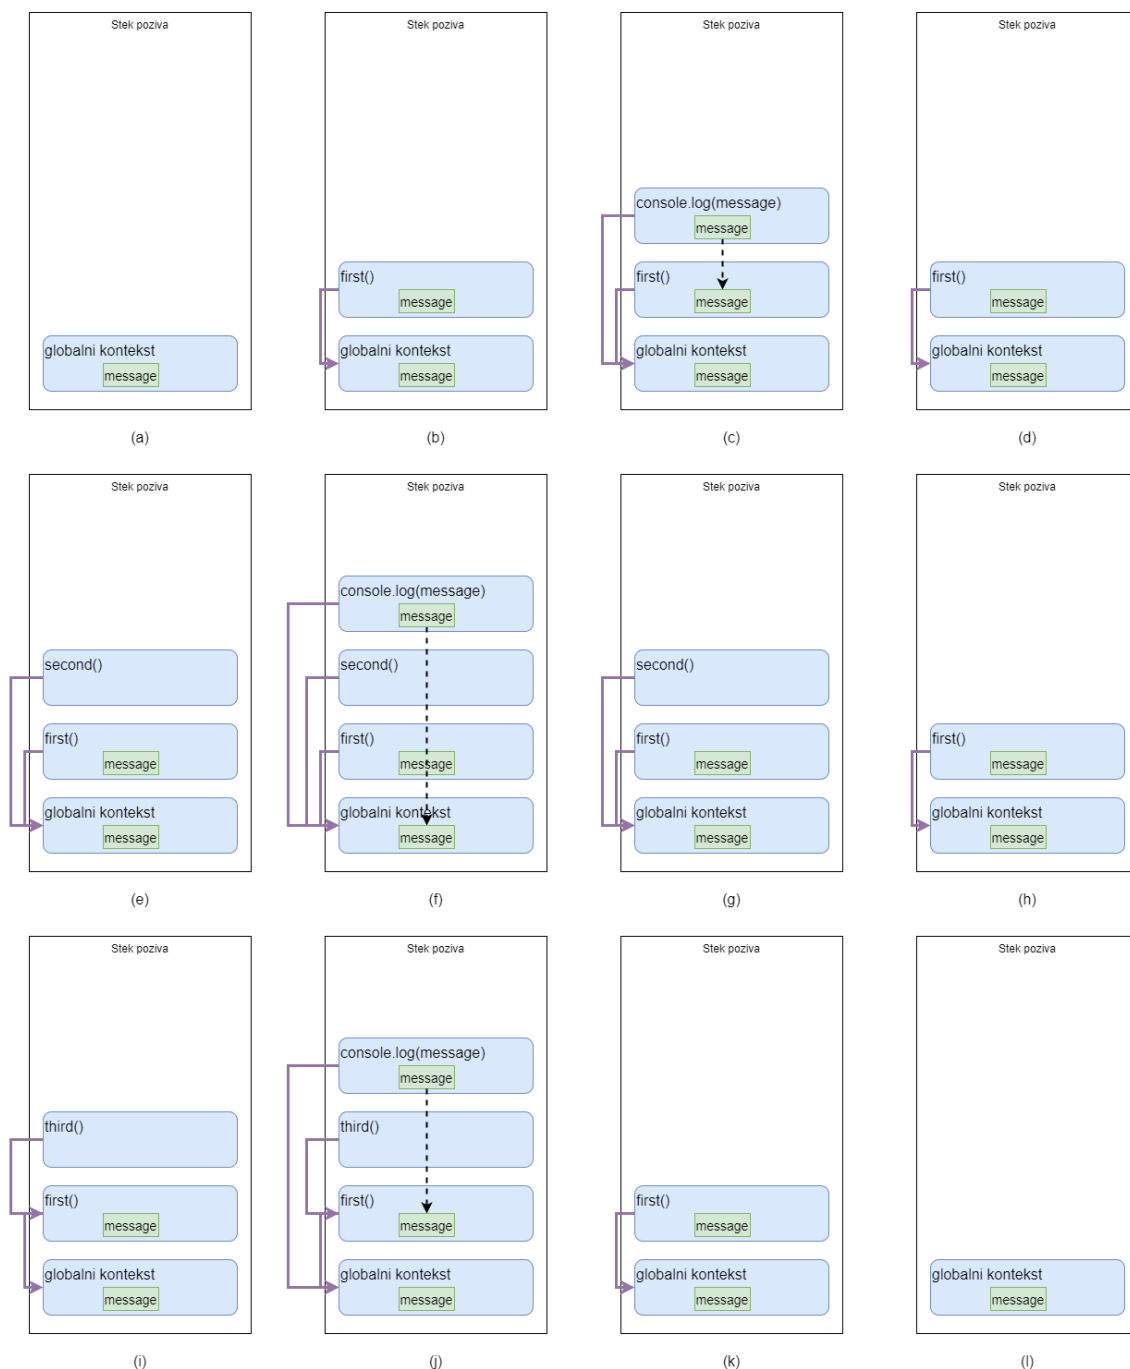 Stek poziva
globalni kontekst
message
(a)
Stek poziva
first()
message
globalni kontekst
message
(b)
Stek poziva
console.log(message)
message
first()
message
globalni kontekst
message
(c)
Stek poziva
first()
message
globalni kontekst
message
(d)
Stek poziva
second()
first()
message
globalni kontekst
message
(e)
Stek poziva
console.log(message)
message
second()
first()
message
globalni kontekst
message
(f)
Stek poziva
second()
first()
message
globalni kontekst
message
(g)
Stek poziva
first()
message
globalni kontekst
message
(h)
Stek poziva
third()
first()
message
globalni kontekst
message
(i)
Stek poziva
console.log(message)
message
third()
first()
message
globalni kontekst
message
(j)
Stek poziva
first()
message
globalni kontekst
message
(k)
Stek poziva
globalni kontekst
message
(l)